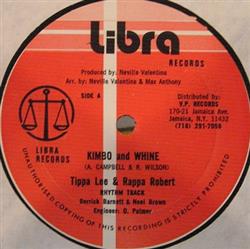 Libra
RECORDS
Produced by: Neville Valentine
Arr. by: Neville Valentine & Max Anthony
SIDE A
Distributed by:
V.P. RECORDS
170-21 Jamaica Ave.
Jamaica, N.Y. 11432
(718) 291-7058
LIBRA
RECORDS
KIMBO and WHINE
(A. CAMPBELL & R. WILSON)
Tippa Lee & Rappa Robert
RHYTHM TRACK
Derrick Barnett & Noel Brown
Engineer: O. Palmer
UNAUTHORISED COPYING OF THIS RECORDING IS STRICTLY PROHIBITED